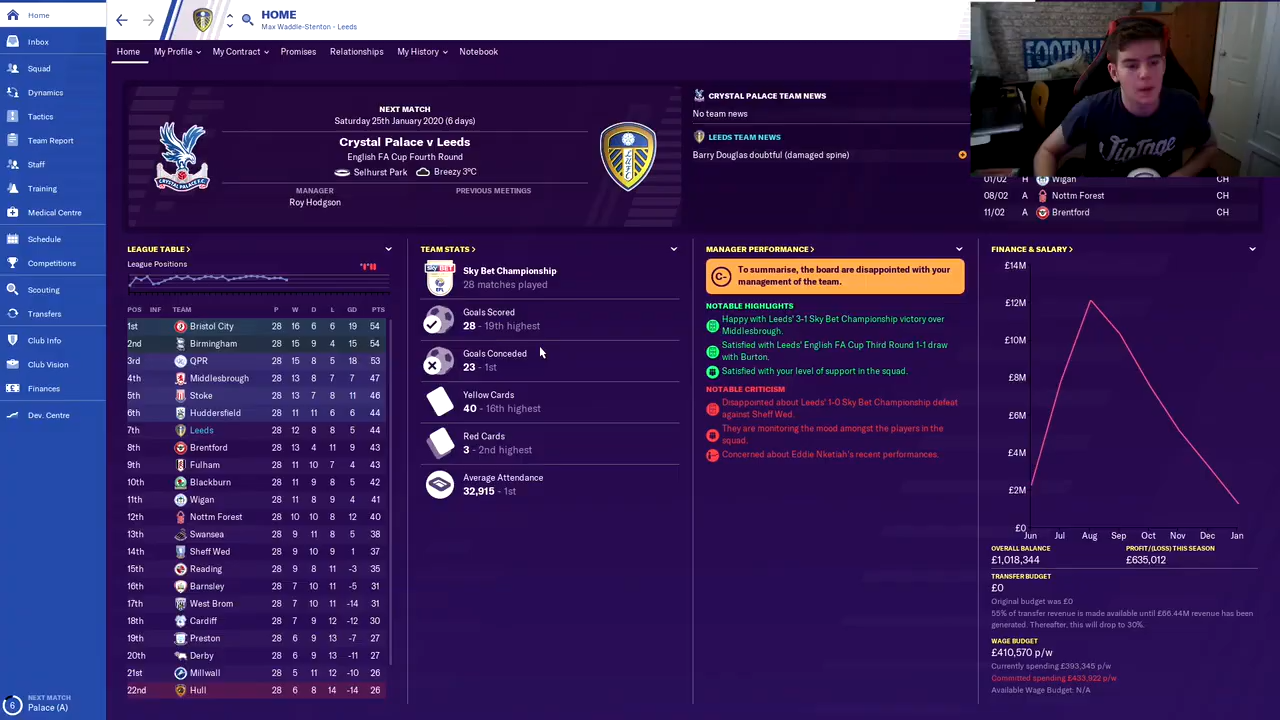 Home
Inbox
Squad
Dynamics
Tactics
Team Report
Staff
Training
Medical Centre
Schedule
Competitions
Scouting
Transfers
Club Info
Club Vision
Finances
Dev. Centre
6 NEXT MATCH
Palace (A)
HOME
Max Waddle-Stenton - Leeds
Home My Profile My Contract Promises Relationships My History Notebook
NEXT MATCH
Saturday 25th January 2020 (6 days)
Crystal Palace v Leeds
English FA Cup Fourth Round
Selhurst Park Breezy 3°C
MANAGER PREVIOUS MEETINGS
Roy Hodgson
CRYSTAL PALACE F.C.
CRYSTAL PALACE TEAM NEWS
No team news
LEEDS TEAM NEWS
Barry Douglas doubtful (damaged spine)
FOOTBALL
Vintage
01/02 H Wigan CH
08/02 A Nottm Forest CH
11/02 A Brentford CH
LEAGUE TABLE >
League Positions
POS INF TEAM P W D L GD PTS
1st Bristol City 28 16 6 6 19 54
2nd Birmingham 28 15 9 4 15 54
3rd QPR 28 15 8 5 18 53
4th Middlesbrough 28 13 8 7 7 47
5th Stoke 28 13 7 8 11 46
6th Huddersfield 28 11 11 6 6 44
7th Leeds 28 12 8 8 5 44
8th Brentford 28 13 4 11 9 43
9th Fulham 28 11 10 7 4 43
10th Blackburn 28 11 9 8 5 42
11th Wigan 28 11 8 9 4 41
12th Nottm Forest 28 10 10 8 12 40
13th Swansea 28 9 11 8 5 38
14th Sheff Wed 28 9 10 9 1 37
15th Reading 28 9 8 11 -3 35
16th Barnsley 28 7 10 11 -5 31
17th West Brom 28 7 10 11 -14 31
18th Cardiff 28 7 9 12 -12 30
19th Preston 28 6 9 13 -7 27
20th Derby 28 6 9 13 -11 27
21st Millwall 28 5 11 12 -10 26
22nd Hull 28 6 8 14 -14 26
TEAM STATS >
sky BET
EFL
Sky Bet Championship
28 matches played
Goals Scored
28 - 19th highest
Goals Conceded
23 - 1st
Yellow Cards
40 - 16th highest
Red Cards
3 - 2nd highest
Average Attendance
32,915 - 1st
MANAGER PERFORMANCE >
C- To summarise, the board are disappointed with your
management of the team.
NOTABLE HIGHLIGHTS
Happy with Leeds' 3-1 Sky Bet Championship victory over
Middlesbrough.
Satisfied with Leeds' English FA Cup Third Round 1-1 draw
with Burton.
Satisfied with your level of support in the squad.
NOTABLE CRITICISM
Disappointed about Leeds' 1-0 Sky Bet Championship defeat
against Sheff Wed.
They are monitoring the mood amongst the players in the
squad.
Concerned about Eddie Nketiah's recent performances.
FINANCE & SALARY >
£14M
£12M
£10M
£8M
£6M
£4M
£2M
£0
Jun Jul Aug Sep Oct Nov Dec Jan
OVERALL BALANCE PROFIT/(LOSS) THIS SEASON
£1,018,344 £635,012
TRANSFER BUDGET
£0
Original budget was £0
55% of transfer revenue is made available until £66.44M revenue has been
generated. Thereafter, this will drop to 30%.
WAGE BUDGET
£410,570 p/w
Currently spending £393,345 p/w
Committed spending £433,922 p/w
Available Wage Budget: N/A